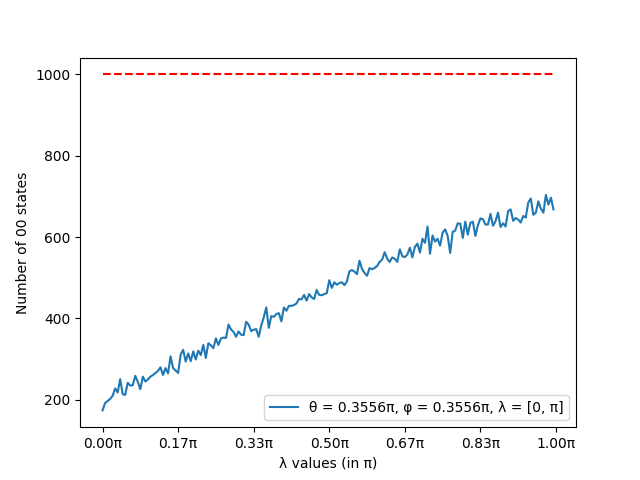 1000
800
600
400
200
Number of 00 states
θ = 0.3556π, φ = 0.3556π, λ = [0, π]
0.00π 0.17π 0.33π 0.50π 0.67π 0.83π 1.00π
λ values (in π)